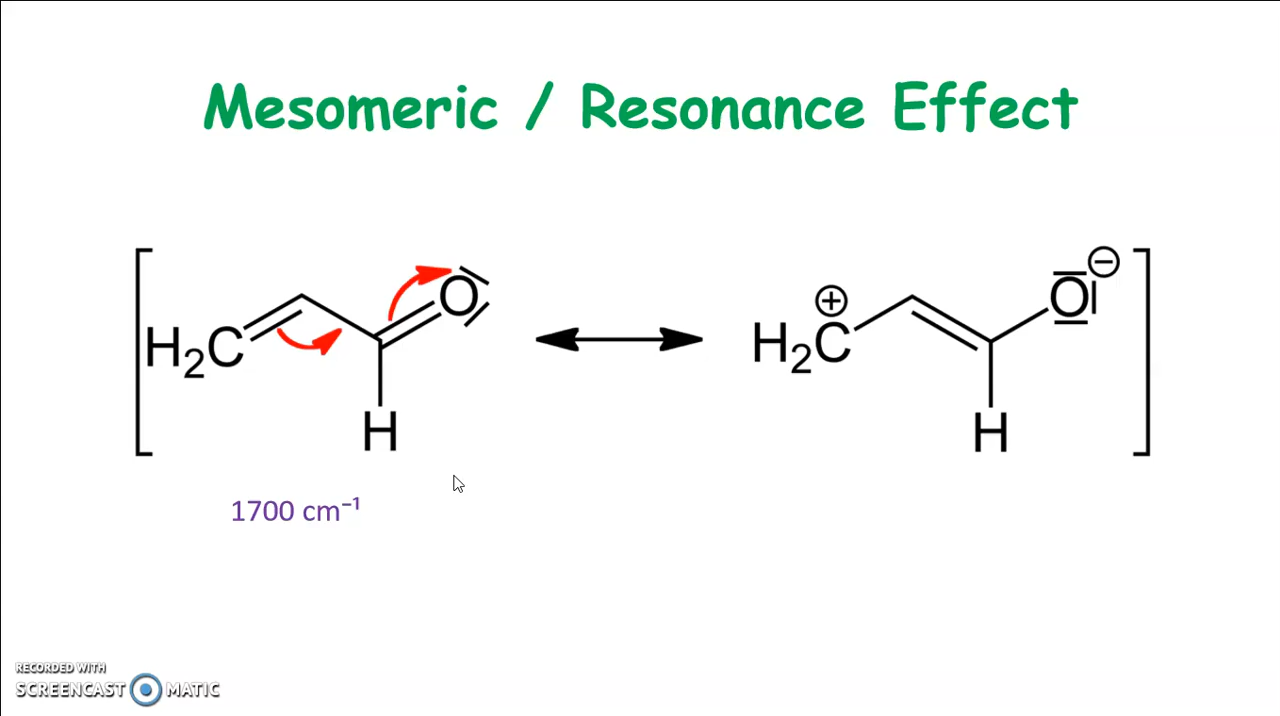 Mesomeric / Resonance Effect
H₂C O H
H₂C ⊕ O ⊖ H
1700 cm⁻¹
RECORDED WITH
SCREENCAST MATIC